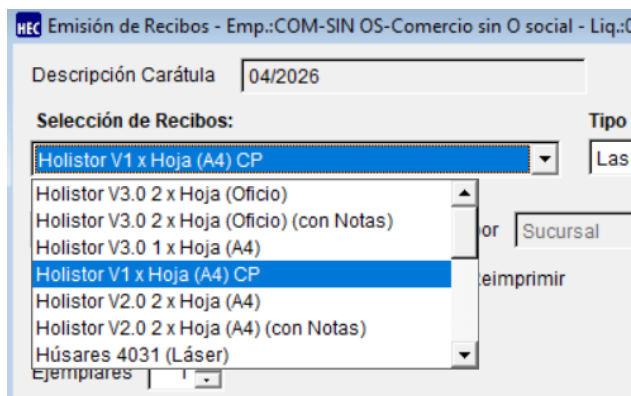 HEC Emisión de Recibos - Emp.:COM-SIN OS-Comercio sin O social - Liq.:
Descripción Carátula 04/2026
Selección de Recibos: Tipo
Holistor V1 x Hoja (A4) CP Las
Holistor V3.0 2 x Hoja (Oficio)
Holistor V3.0 2 x Hoja (Oficio) (con Notas)
or Sucursal
Holistor V3.0 1 x Hoja (A4)
Holistor V1 x Hoja (A4) CP
eimprimir
Holistor V2.0 2 x Hoja (A4)
Holistor V2.0 2 x Hoja (A4) (con Notas)
Húsares 4031 (Láser)
Ejemplares 1